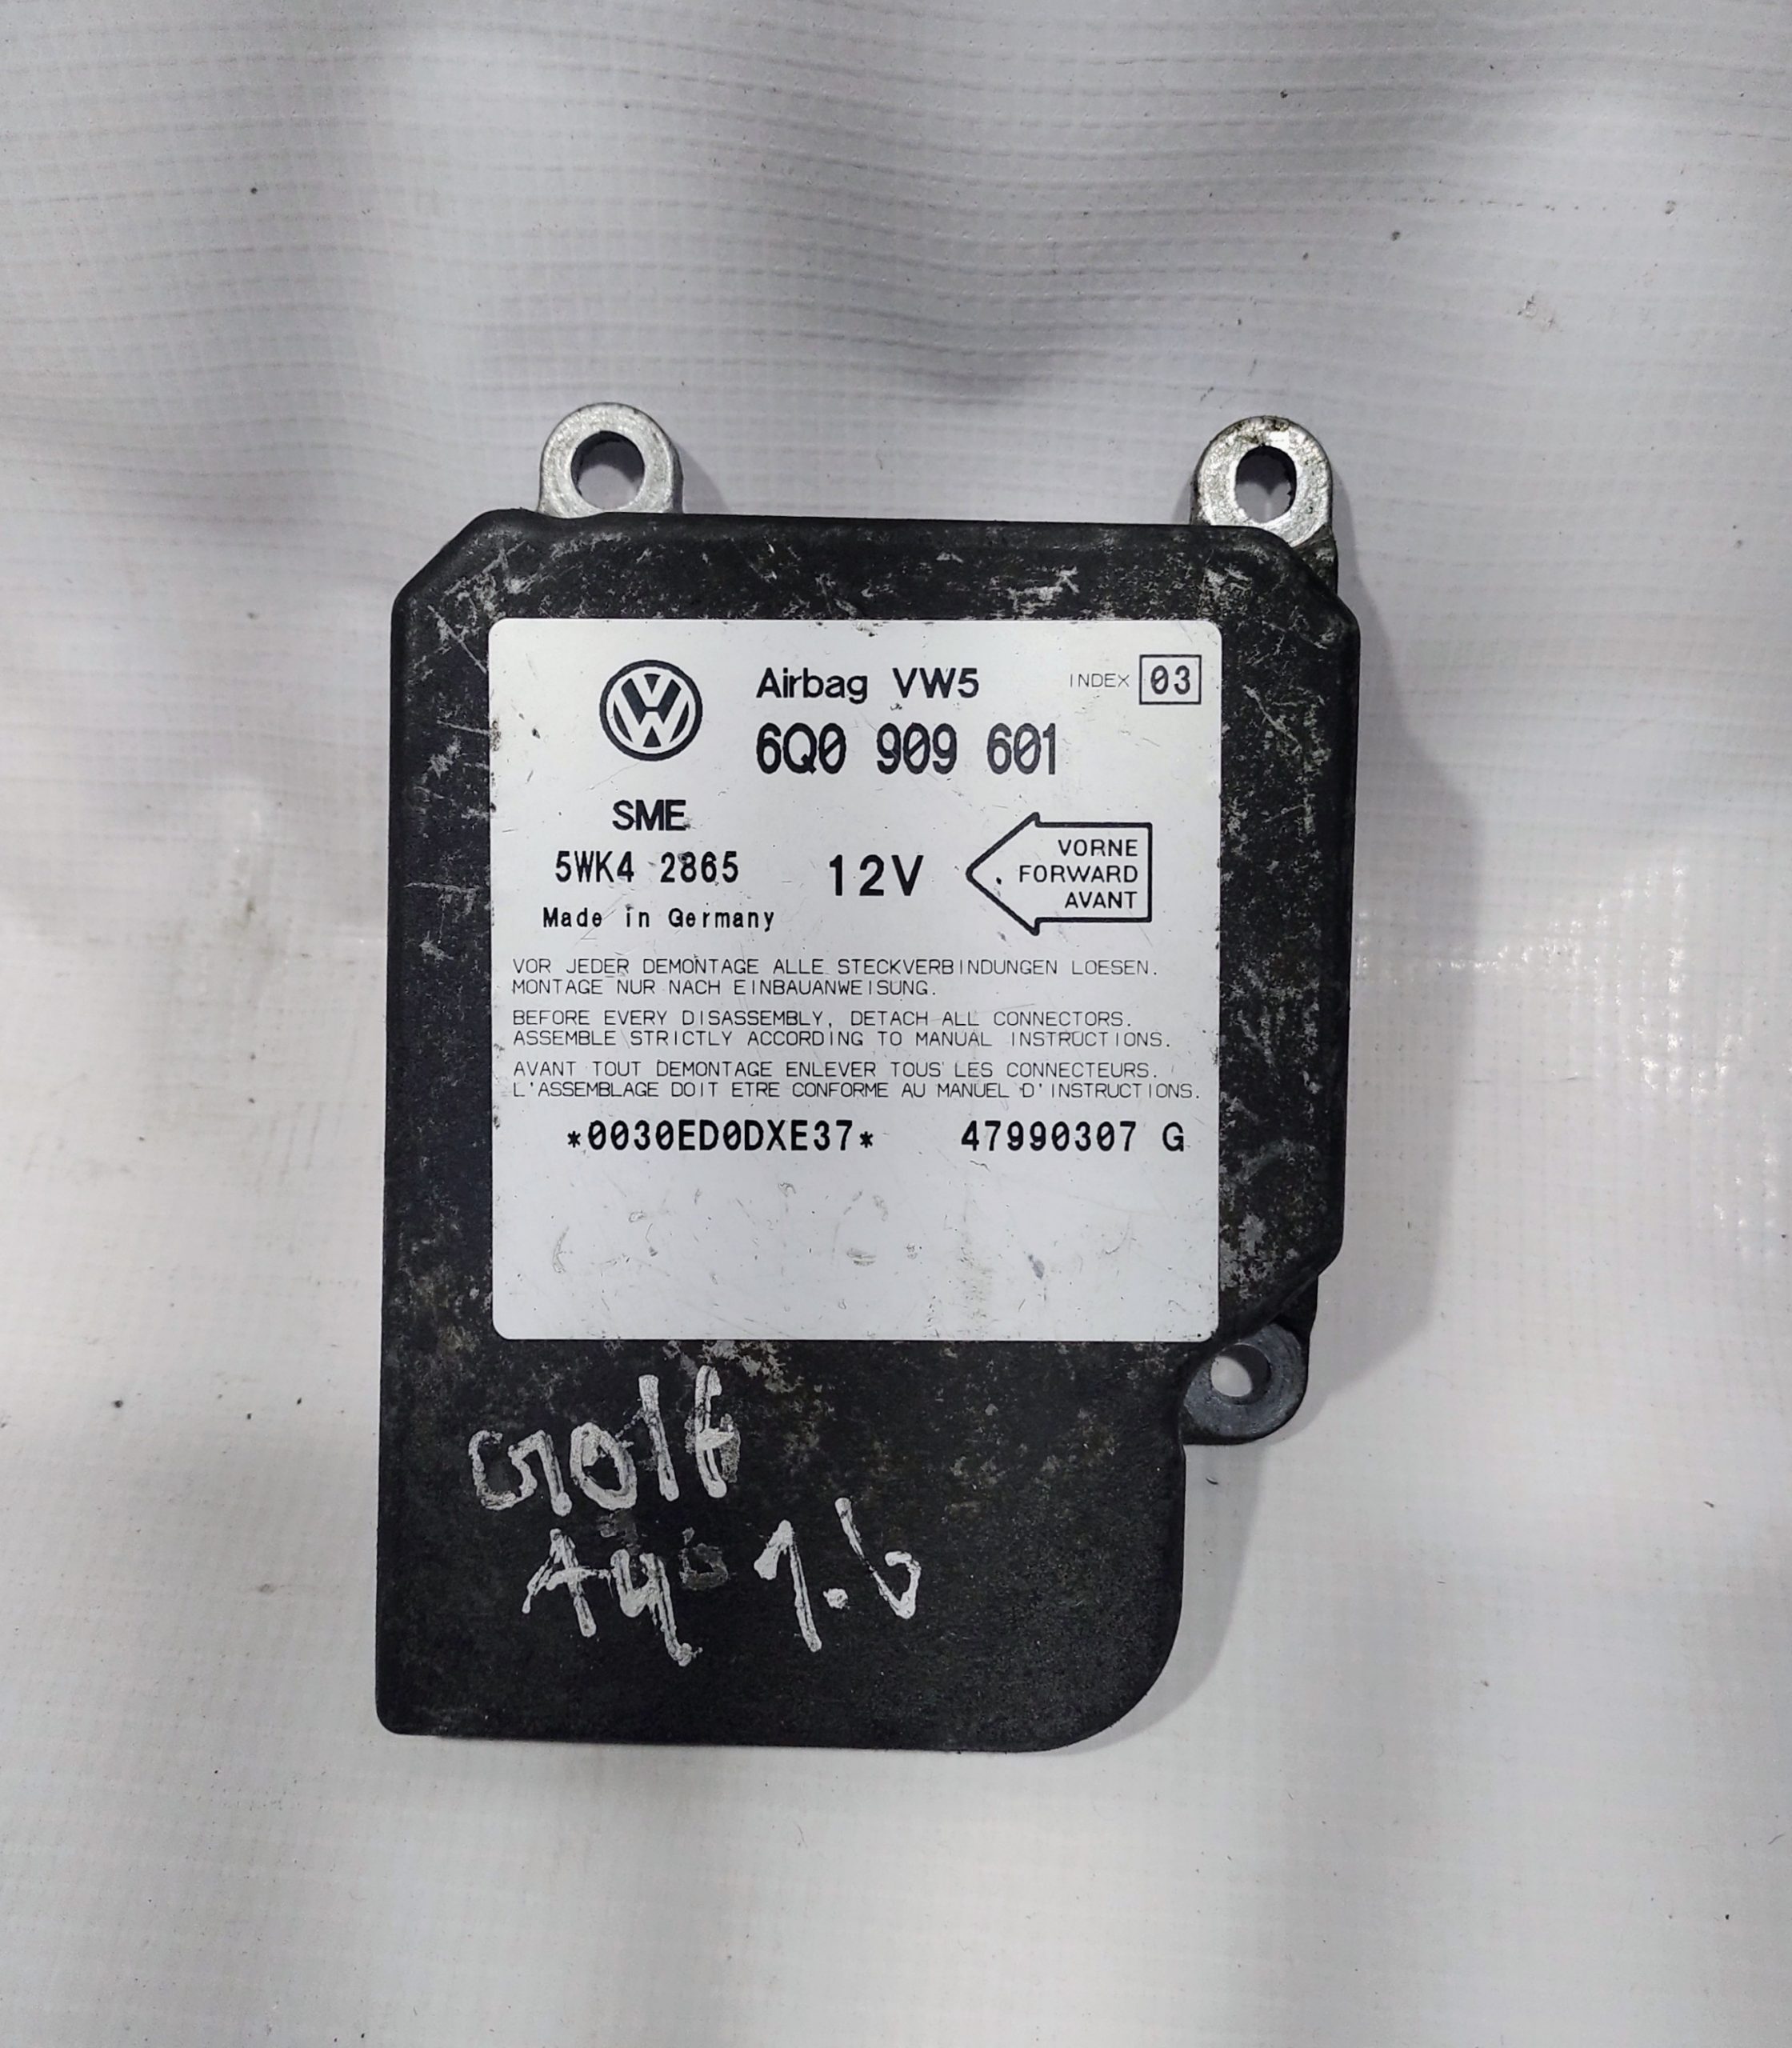 Airbag VW5 INDEX 03
6Q0 909 601
SME
5WK4 2865 12V
VORNE
FORWARD
AVANT
Made in Germany
VOR JEDER DEMONTAGE ALLE STECKVERBINDUNGEN LOESEN.
MONTAGE NUR NACH EINBAUANWEISUNG.
BEFORE EVERY DISASSEMBLY, DETACH ALL CONNECTORS.
ASSEMBLE STRICTLY ACCORDING TO MANUAL INSTRUCTIONS.
AVANT TOUT DEMONTAGE ENLEVER TOUS LES CONNECTEURS.
L'ASSEMBLAGE DOIT ETRE CONFORME AU MANUEL D'INSTRUCTIONS.
*0030ED0DXE37* 47990307 G
Golf
1.6